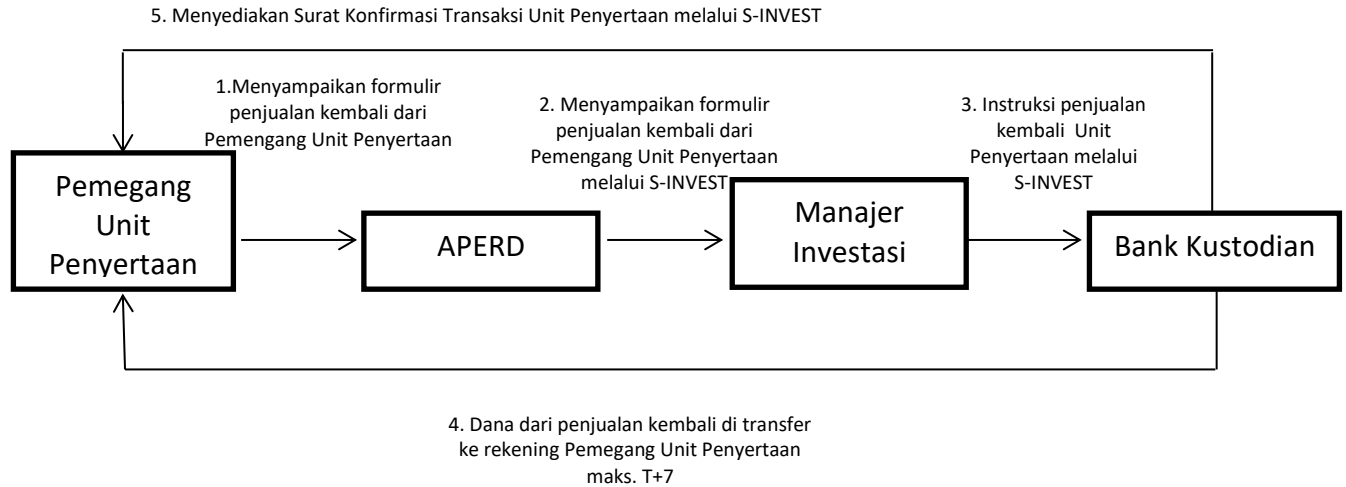 5. Menyediakan Surat Konfirmasi Transaksi Unit Penyertaan melalui S-INVEST
1.Menyampaikan formulir
penjualan kembali dari
Pemengang Unit Penyertaan
2. Menyampaikan formulir
penjualan kembali dari
Pemengang Unit Penyertaan
melalui S-INVEST
3. Instruksi penjualan
kembali Unit
Penyertaan melalui
S-INVEST
Pemegang
Unit
Penyertaan
APERD
Manajer
Investasi
Bank Kustodian
4. Dana dari penjualan kembali di transfer
ke rekening Pemegang Unit Penyertaan
maks. T+7